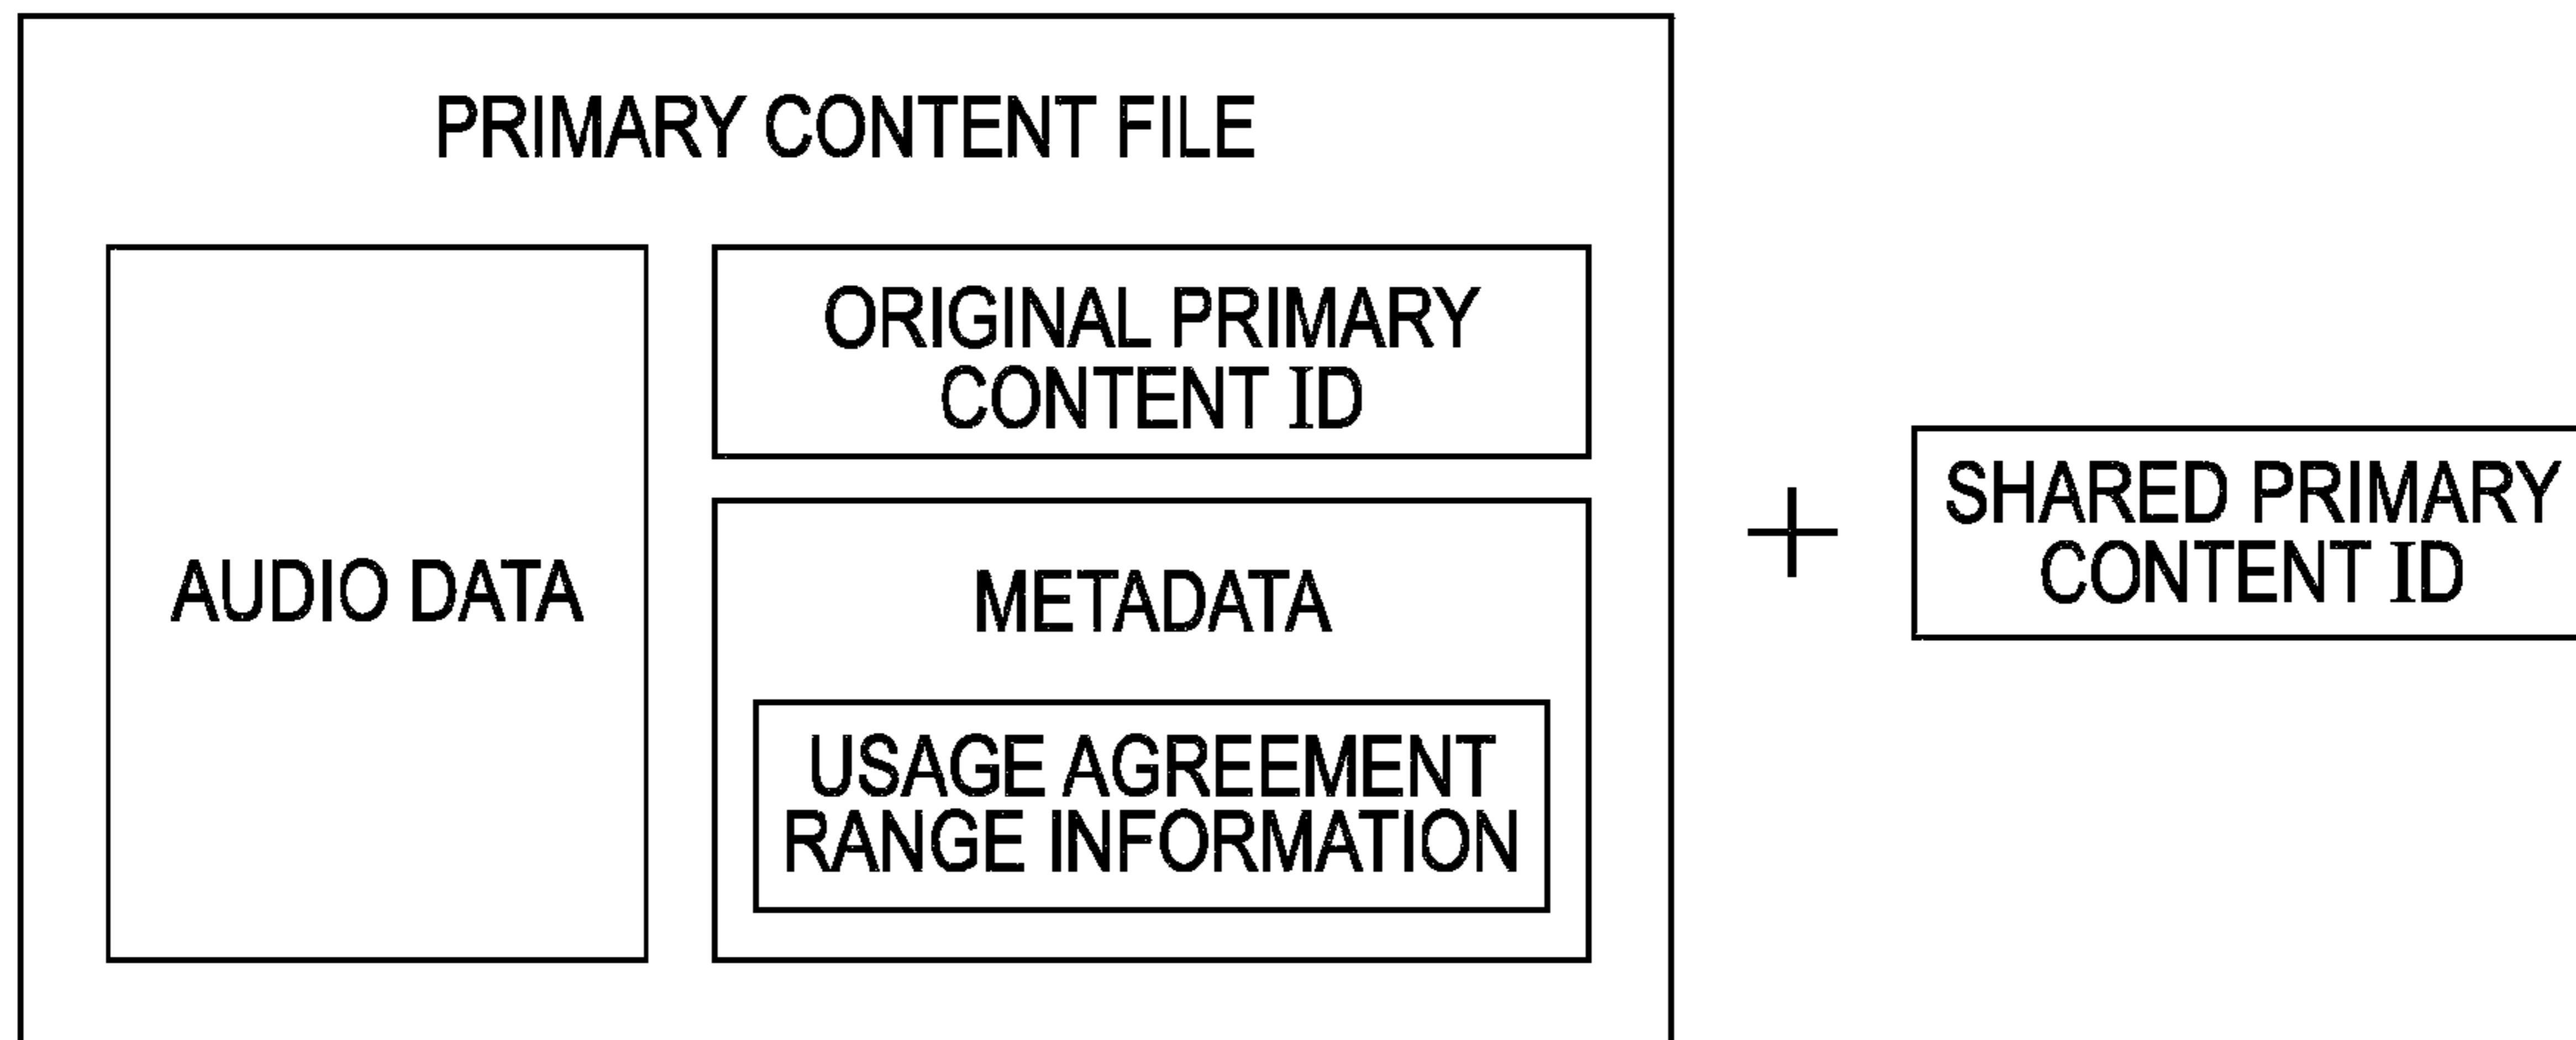 PRIMARY CONTENT FILE
AUDIO DATA
ORIGINAL PRIMARY
CONTENT ID
METADATA
USAGE AGREEMENT
RANGE INFORMATION
+
SHARED PRIMARY
CONTENT ID